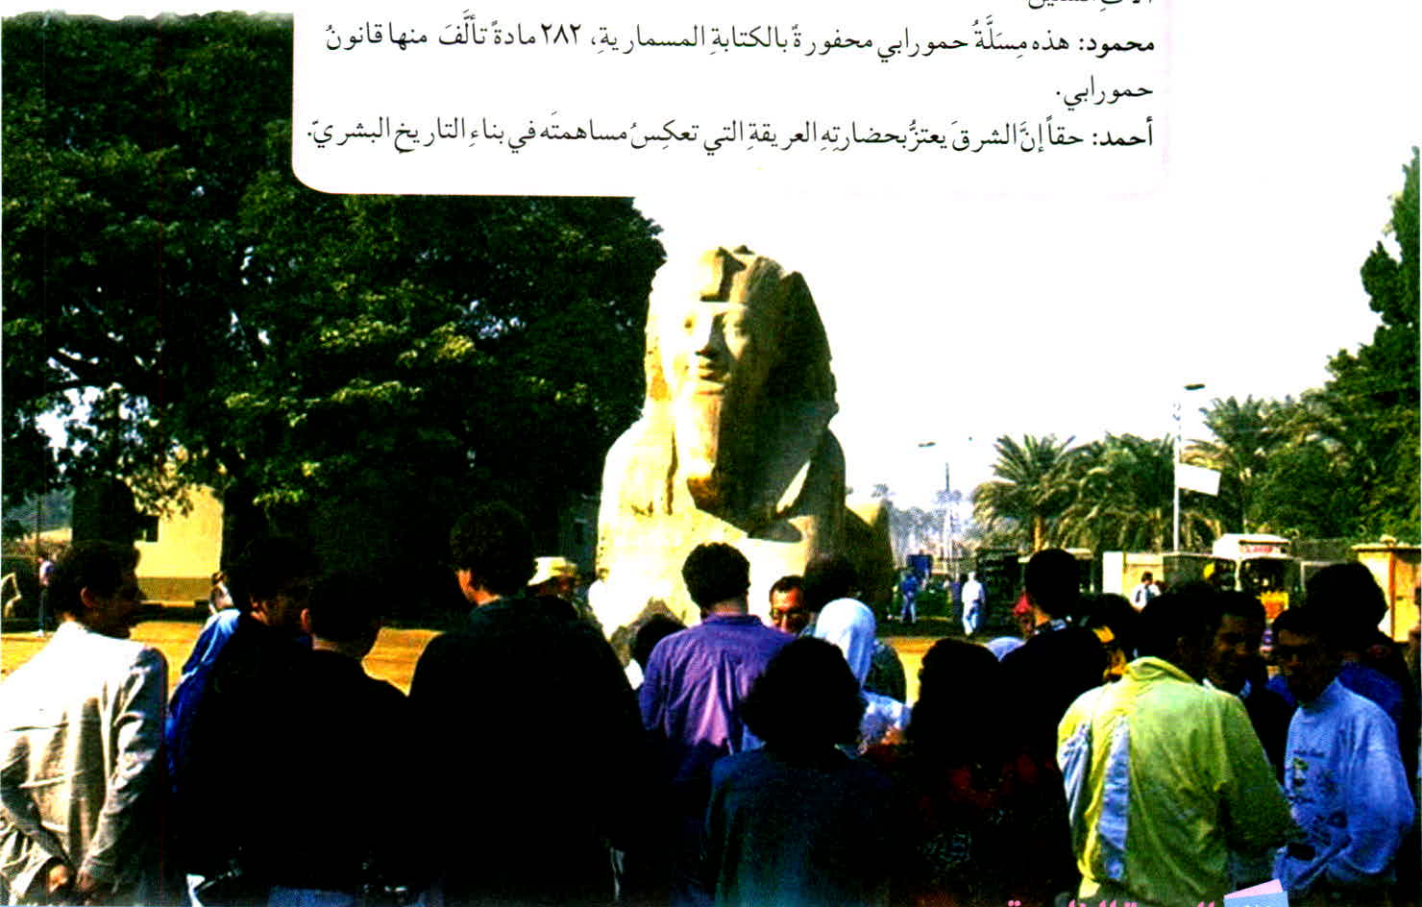 محمود: هذه مِسَلَّةُ حمورابي محفورةٌ بالكتابةِ المسماريةِ، ٢٨٢ مادةً تألَّفَ منها قانونُ
حمورابي.
أحمد: حقاً إنَّ الشرقَ يعتزُّ بحضارتِهِ العريقةِ التي تعكِسُ مساهمتَه في بناءِ التاريخِ البشريّ.